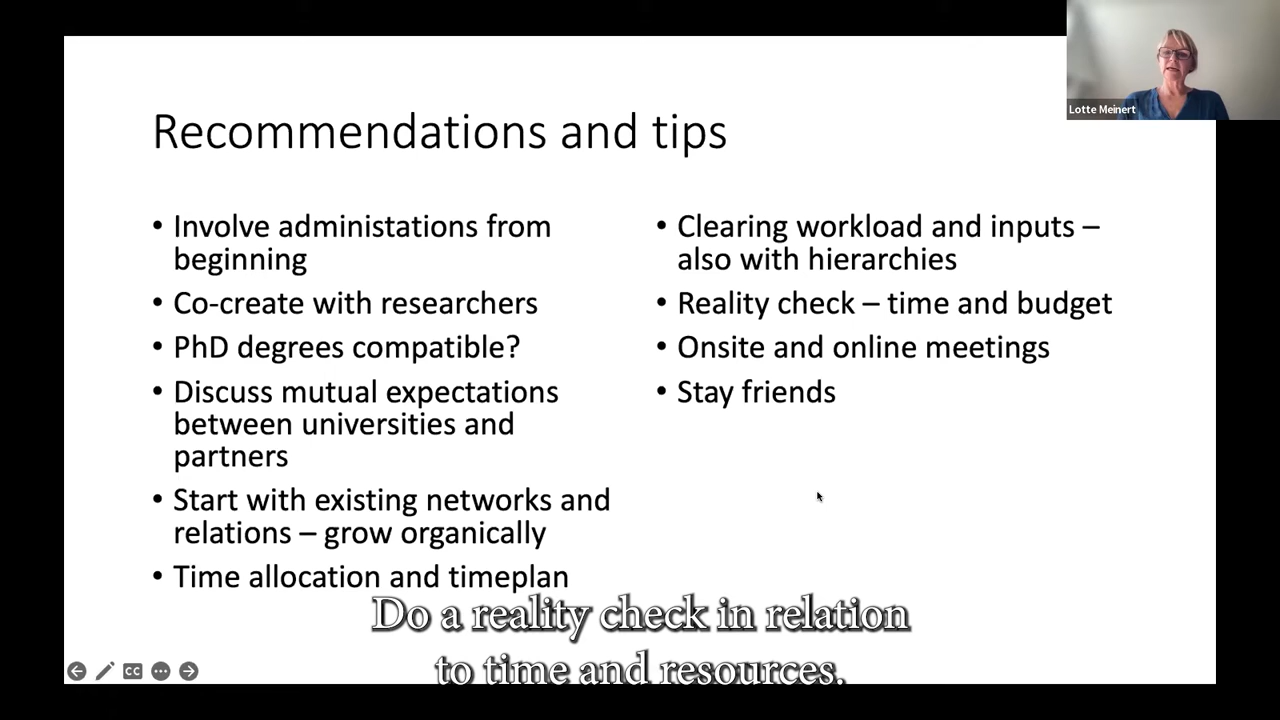 Lotte Meinert
Recommendations and tips
• Involve administations from
beginning
• Co-create with researchers
• PhD degrees compatible?
• Discuss mutual expectations
between universities and
partners
• Start with existing networks and
relations – grow organically
• Time allocation and timeplan
• Clearing workload and inputs –
also with hierarchies
• Reality check – time and budget
• Onsite and online meetings
• Stay friends
Do a reality check in relation
to time and resources.
CC